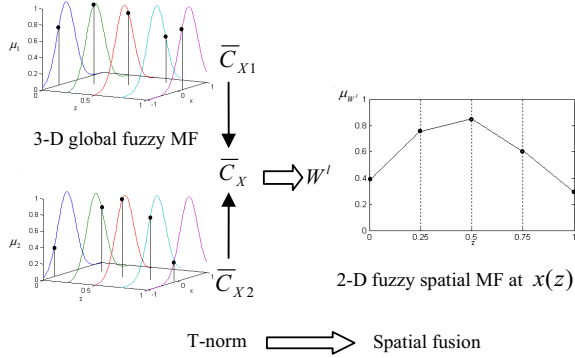 μ₁
1
0.8
0.6
0.4
0.2
0
0
0.5
z
1
-1
0
x
1
C̅X1
3-D global fuzzy MF
C̅X
Wˡ
μWˡ
1
0.8
0.6
0.4
0.2
0
0.25
0.5
0.75
1
z
2-D fuzzy spatial MF at x(z)
μ₂
1
0.8
0.6
0.4
0.2
0
0
0.5
z
1
-1
0
x
1
C̅X2
T-norm
Spatial fusion